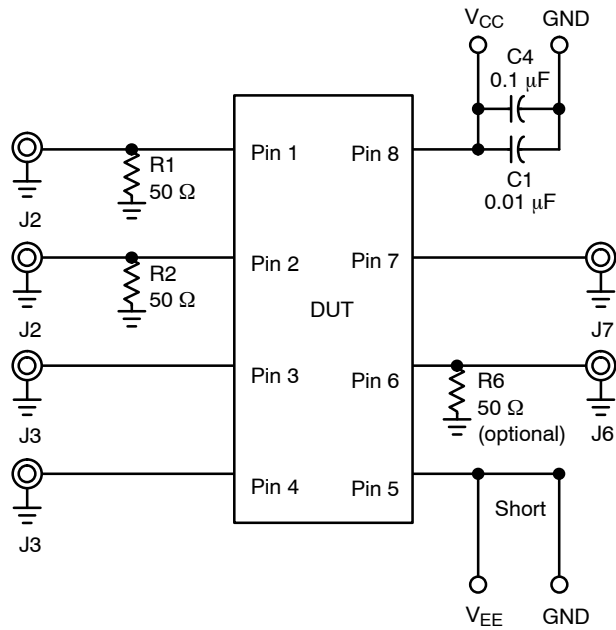 VCC
GND
C4
0.1 μF
Pin 1
Pin 8
R1
50 Ω
C1
0.01 μF
J2
Pin 2
Pin 7
R2
50 Ω
DUT
J2
J7
Pin 3
Pin 6
R6
50 Ω
(optional)
J3
J6
Pin 4
Pin 5
Short
J3
VEE
GND